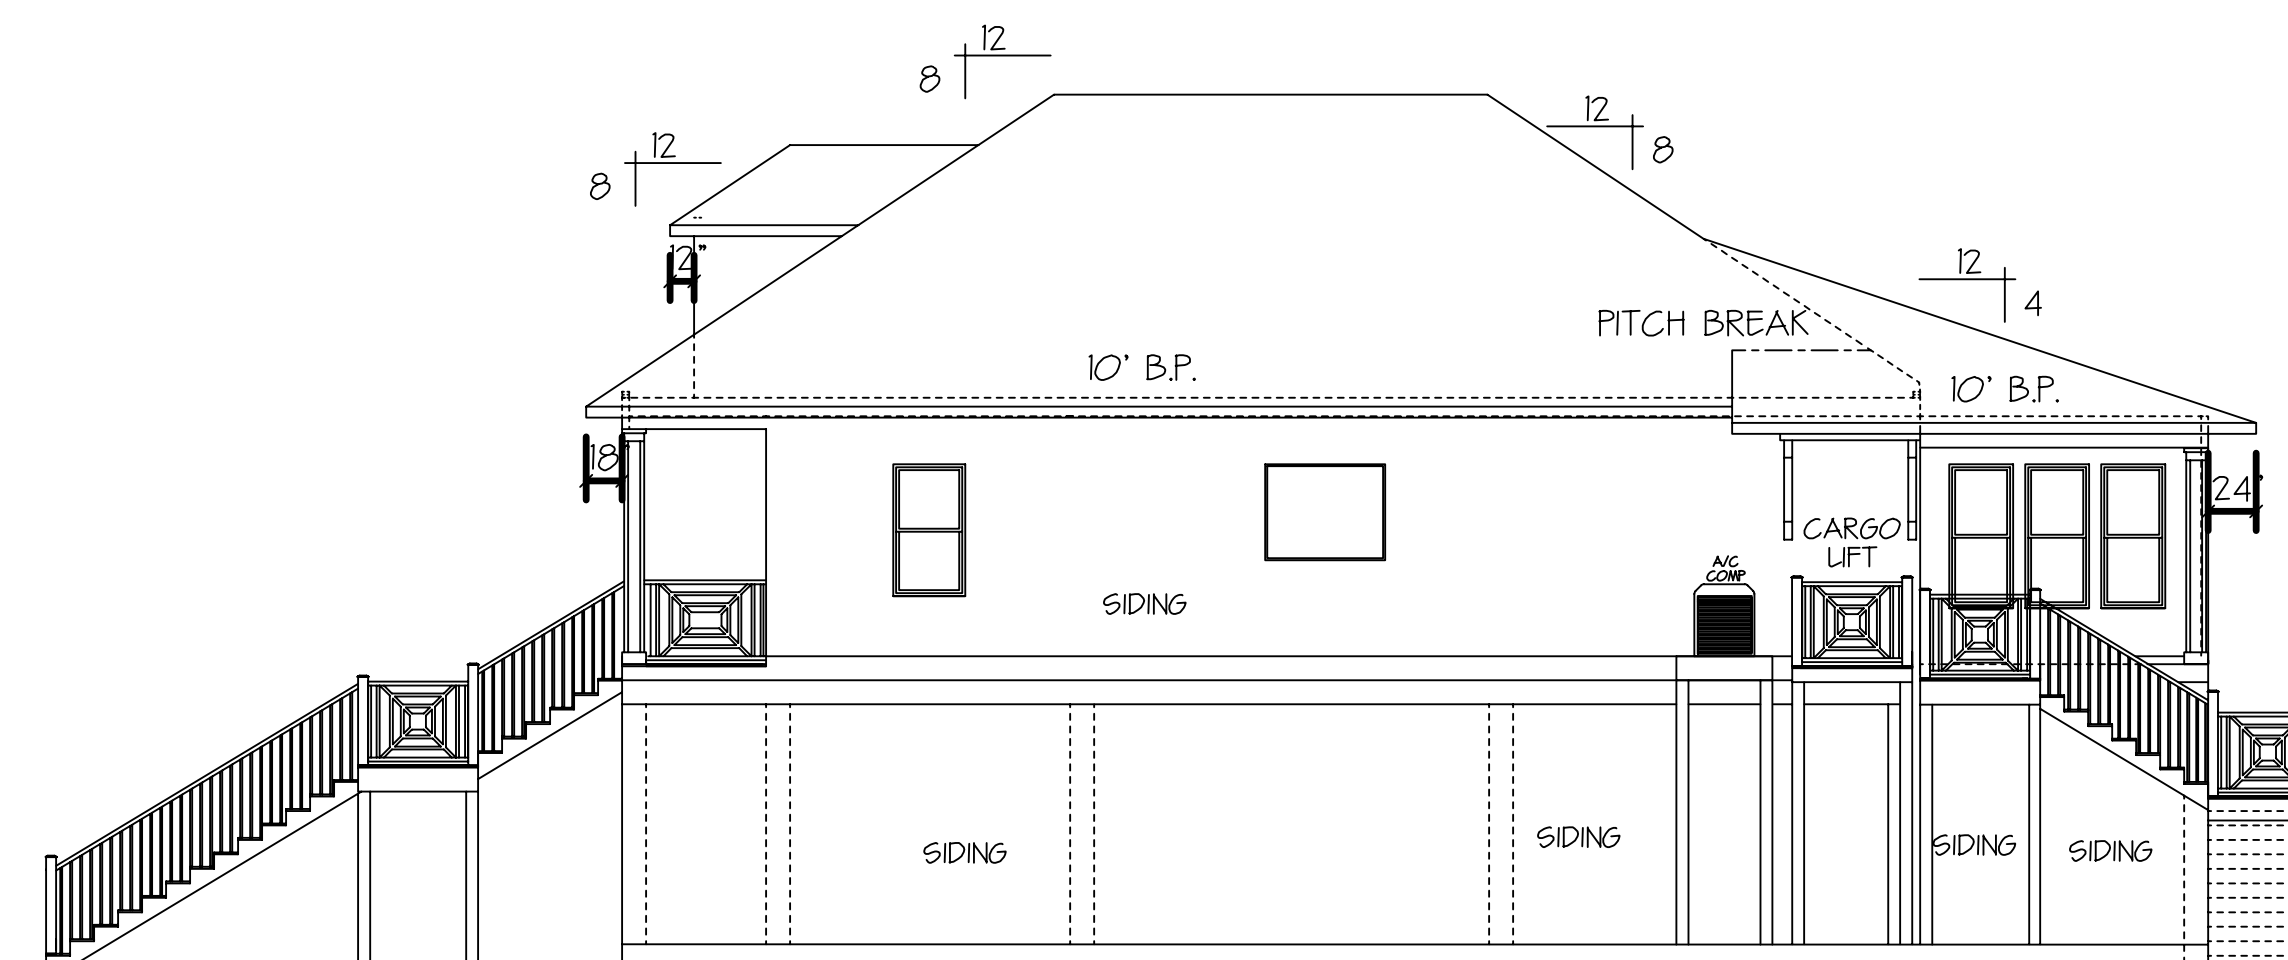 12
8
12
8
12
8
12
4
12"
PITCH BREAK
10' B.P.
10' B.P.
18"
24"
CARGO
LIFT
A/C
COMP
SIDING
SIDING
SIDING
SIDING
SIDING